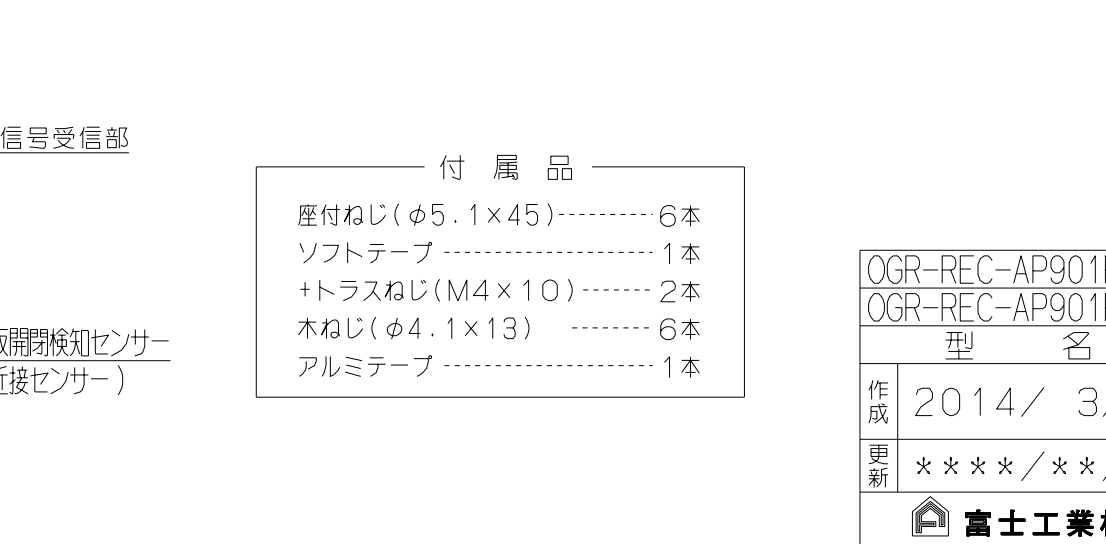 信号受信部
付属品
座付ねじ(φ5.1×45)----------6本
ソフトテープ---------------------1本
+トラスねじ(M4×10)-------2本
木ねじ(φ4.1×13) --------6本
アルミテープ---------------------1本
開閉検知センサー
接センサー)
OGR-REC-AP901
OGR-REC-AP901
型 名
作成 2014/ 3/
更新 ****/**/
富士工業